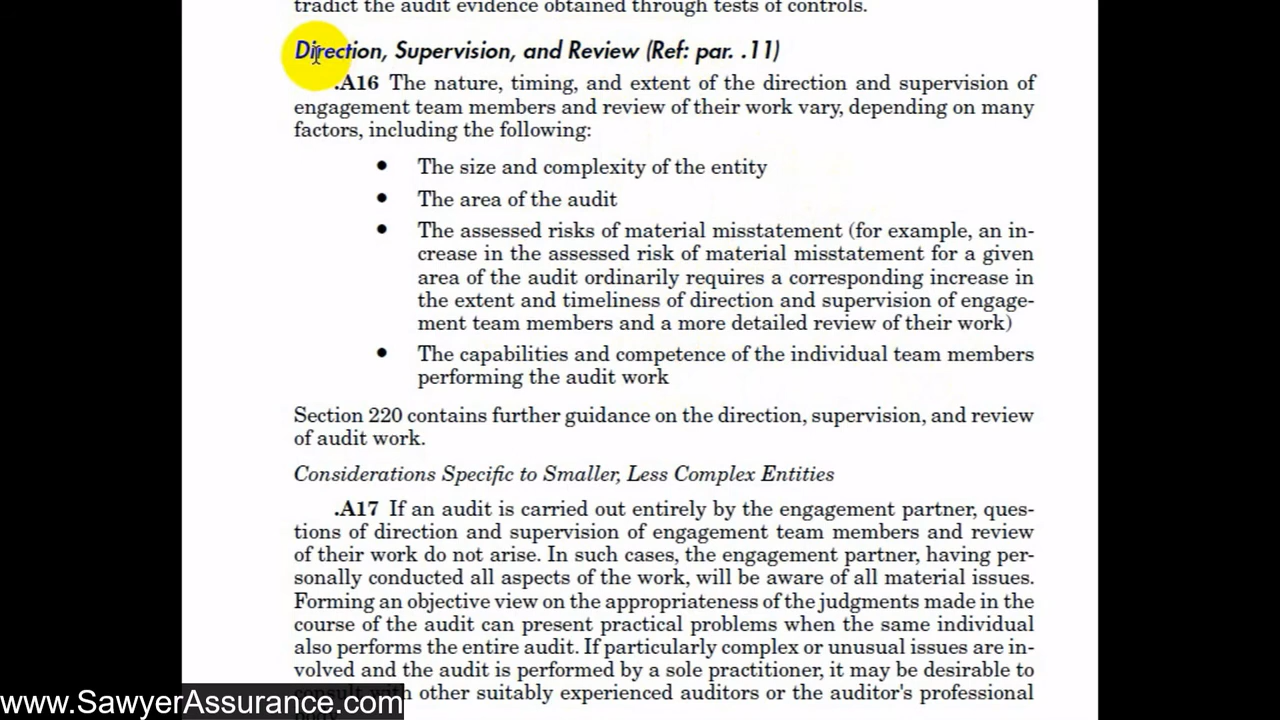 tradict the audit evidence obtained through tests of controls.
Direction, Supervision, and Review (Ref: par. .11)
.A16 The nature, timing, and extent of the direction and supervision of
engagement team members and review of their work vary, depending on many
factors, including the following:
• The size and complexity of the entity
• The area of the audit
• The assessed risks of material misstatement (for example, an in-
crease in the assessed risk of material misstatement for a given
area of the audit ordinarily requires a corresponding increase in
the extent and timeliness of direction and supervision of engage-
ment team members and a more detailed review of their work)
• The capabilities and competence of the individual team members
performing the audit work
Section 220 contains further guidance on the direction, supervision, and review
of audit work.
Considerations Specific to Smaller, Less Complex Entities
.A17 If an audit is carried out entirely by the engagement partner, ques-
tions of direction and supervision of engagement team members and review
of their work do not arise. In such cases, the engagement partner, having per-
sonally conducted all aspects of the work, will be aware of all material issues.
Forming an objective view on the appropriateness of the judgments made in the
course of the audit can present practical problems when the same individual
also performs the entire audit. If particularly complex or unusual issues are in-
volved and the audit is performed by a sole practitioner, it may be desirable to
consult with other suitably experienced auditors or the auditor's professional
www.SawyerAssurance.com